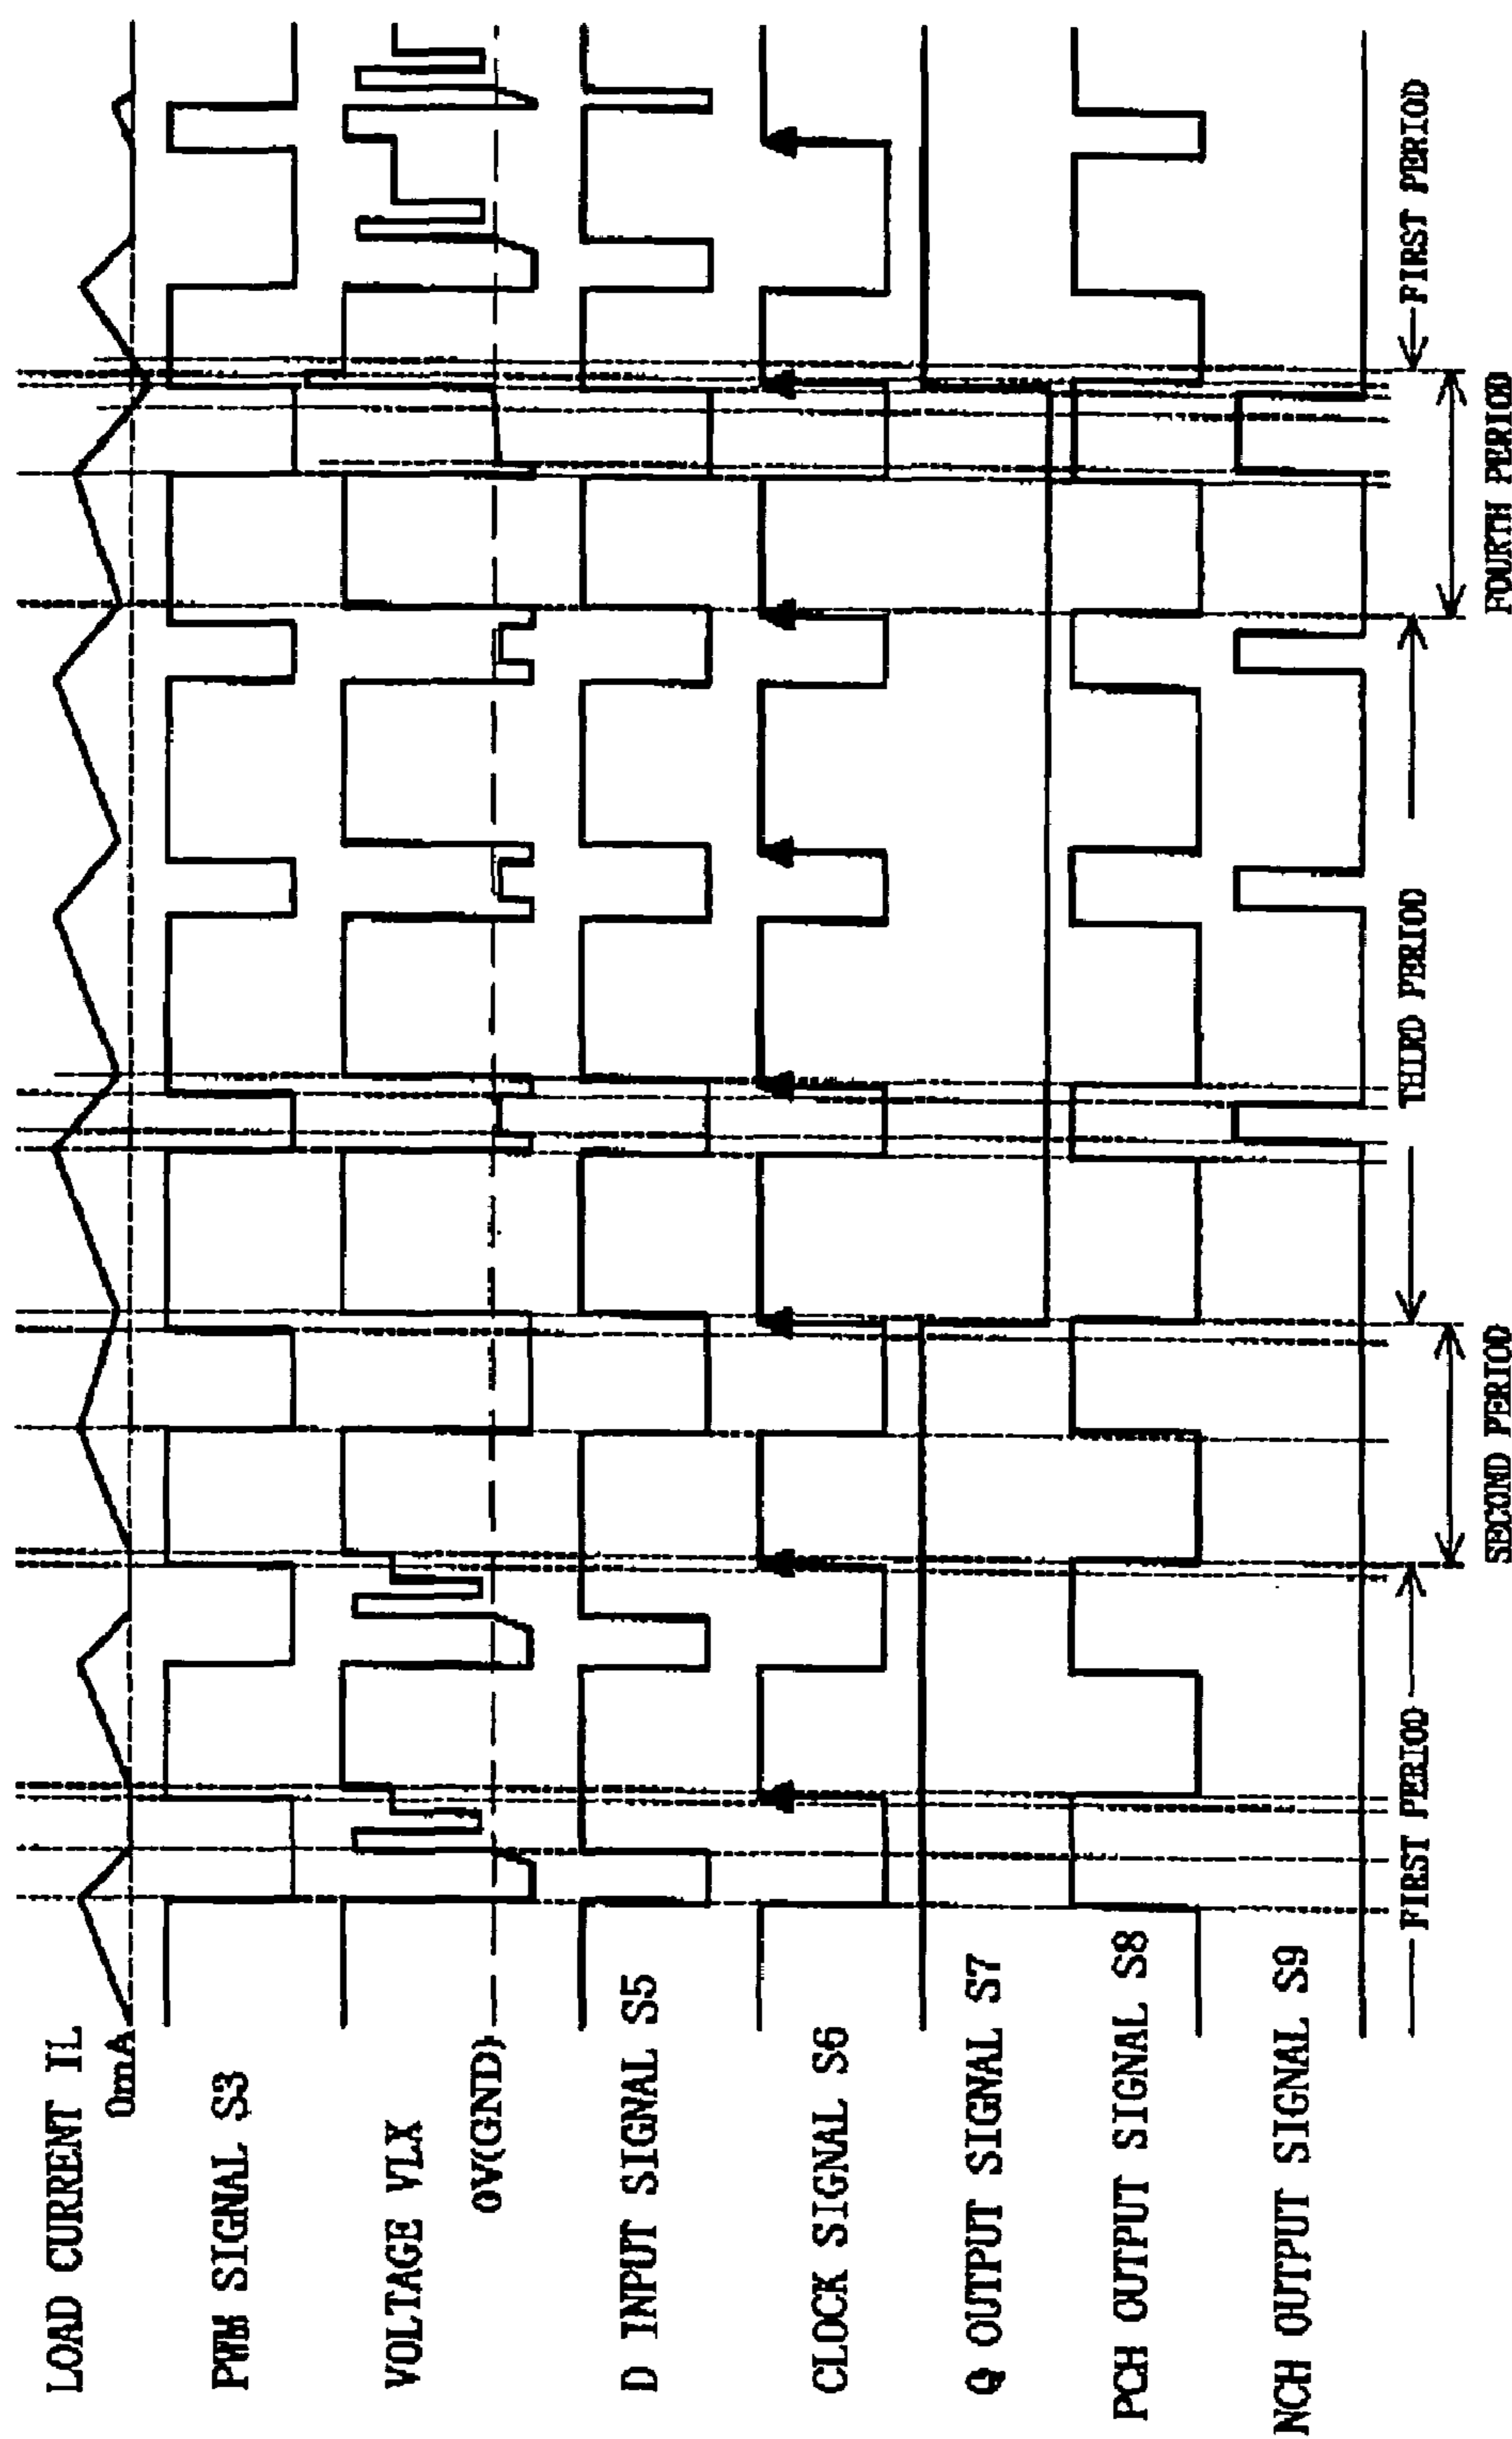 LOAD CURRENT IL
0mA
PWM SIGNAL S3
VOLTAGE VLX
0V(GND)
D INPUT SIGNAL S5
CLOCK SIGNAL S6
Q OUTPUT SIGNAL S7
PCH OUTPUT SIGNAL S8
NCH OUTPUT SIGNAL S9
FIRST PERIOD
SECOND PERIOD
THIRD PERIOD
FOURTH PERIOD
FIRST PERIOD